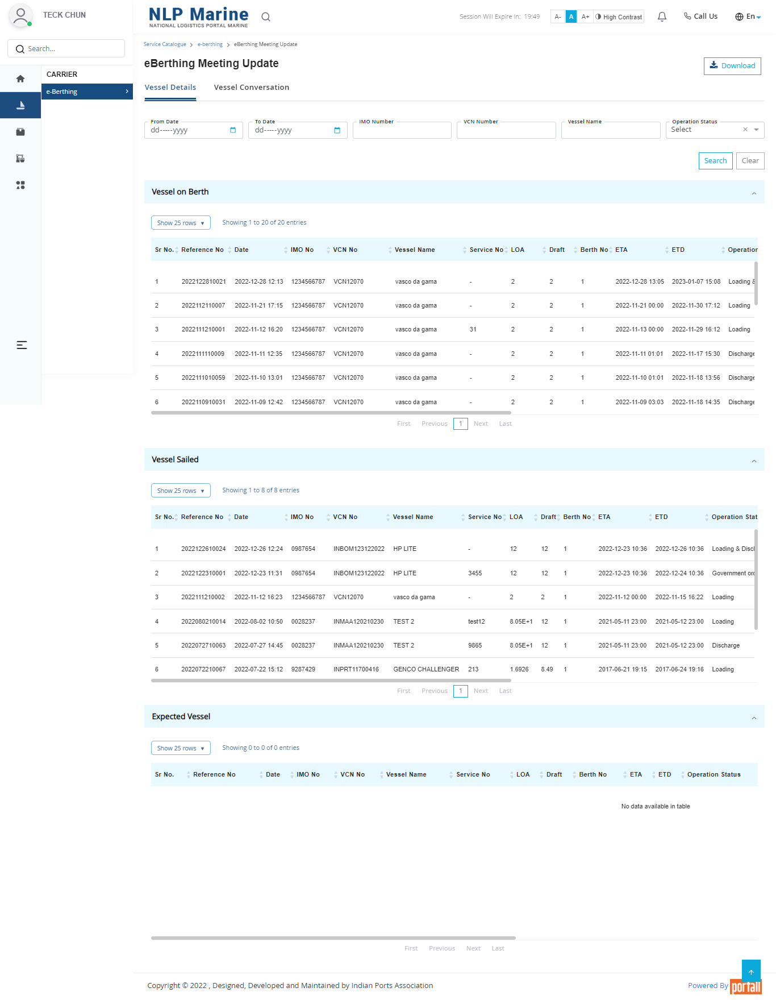 TECK CHUN
NLP Marine
NATIONAL LOGISTICS PORTAL MARINE
Session Will Expire In: 19:49
A- A A+ High Contrast
Call Us
En
Search...
CARRIER
e-Berthing
Service Catalogue > e-berthing > eBerthing Meeting Update
eBerthing Meeting Update
Download
Vessel Details Vessel Conversation
From Date To Date IMO Number VCN Number Vessel Name Operation Status
dd-----yyyy dd-----yyyy Select
Search Clear
Vessel on Berth
Show 25 rows Showing 1 to 20 of 20 entries
Sr No. Reference No Date IMO No VCN No Vessel Name Service No LOA Draft Berth No ETA ETD Operation
1 2022122810021 2022-12-28 12:13 1234566787 VCN12070 vasco da gama - 2 2 1 2022-12-28 13:05 2023-01-07 15:08 Loading &
2 2022112110007 2022-11-21 17:15 1234566787 VCN12070 vasco da gama - 2 2 1 2022-11-21 00:00 2022-11-30 17:12 Loading
3 2022111210001 2022-11-12 16:20 1234566787 VCN12070 vasco da gama 31 2 2 1 2022-11-13 00:00 2022-11-29 16:12 Loading
4 2022111110009 2022-11-11 12:35 1234566787 VCN12070 vasco da gama - 2 2 1 2022-11-11 01:01 2022-11-17 15:30 Discharge
5 2022111010059 2022-11-10 13:01 1234566787 VCN12070 vasco da gama - 2 2 1 2022-11-10 01:01 2022-11-18 13:56 Discharge
6 2022110910031 2022-11-09 12:42 1234566787 VCN12070 vasco da gama - 2 2 1 2022-11-09 03:03 2022-11-18 14:35 Discharge
First Previous 1 Next Last
Vessel Sailed
Show 25 rows Showing 1 to 8 of 8 entries
Sr No. Reference No Date IMO No VCN No Vessel Name Service No LOA Draft Berth No ETA ETD Operation Stat
1 2022122610024 2022-12-26 12:24 0987654 INBOM123122022 HP LITE - 12 12 1 2022-12-23 10:36 2022-12-26 10:36 Loading & Discl
2 2022122310001 2022-12-23 11:31 0987654 INBOM123122022 HP LITE 3455 12 12 1 2022-12-23 10:36 2022-12-24 10:36 Government orc
3 2022111210002 2022-11-12 16:23 1234566787 VCN12070 vasco da gama - 2 2 1 2022-11-12 00:00 2022-11-15 16:22 Loading
4 2022080210014 2022-08-02 10:50 0028237 INMAA120210230 TEST 2 test12 8.05E+1 12 1 2021-05-11 23:00 2021-05-12 23:00 Loading
5 2022072710063 2022-07-27 14:45 0028237 INMAA120210230 TEST 2 9865 8.05E+1 12 1 2021-05-11 23:00 2021-05-12 23:00 Discharge
6 2022072210067 2022-07-22 15:12 9287429 INPRT11700416 GENCO CHALLENGER 213 1.6926 8.49 1 2017-06-21 19:15 2017-06-24 19:16 Loading
First Previous 1 Next Last
Expected Vessel
Show 25 rows Showing 0 to 0 of 0 entries
Sr No. Reference No Date IMO No VCN No Vessel Name Service No LOA Draft Berth No ETA ETD Operation Status
No data available in table
First Previous Next Last
Copyright © 2022 , Designed, Developed and Maintained by Indian Ports Association
Powered By portall